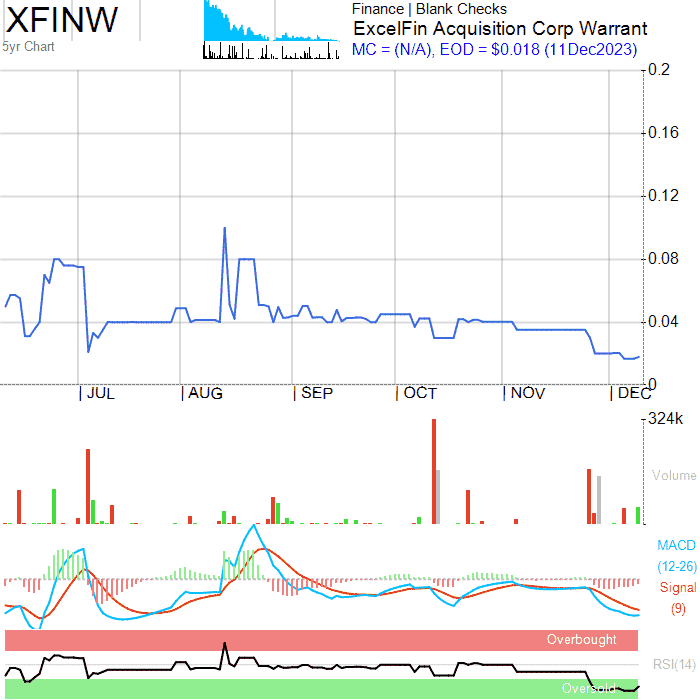 XFINW
5yr Chart
Finance | Blank Checks
ExcelFin Acquisition Corp Warrant
MC = (N/A), EOD = $0.018 (11Dec2023)
0.2
0.16
0.12
0.08
0.04
0
| JUL | AUG | SEP | OCT | NOV | DEC
324k
Volume
MACD
(12-26)
Signal
(9)
Overbought
RSI(14)
Oversold